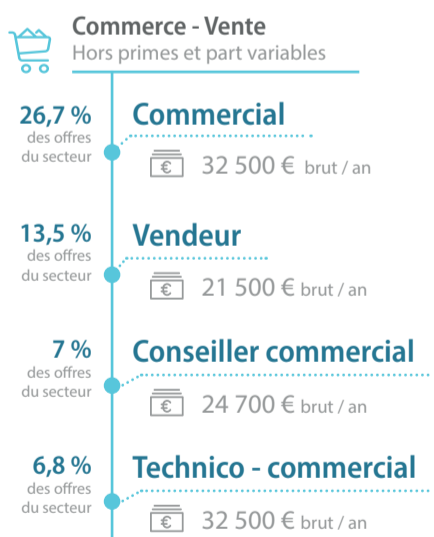 Commerce - Vente
Hors primes et part variables
26,7 %
des offres
du secteur
Commercial
€ 32 500 € brut / an
13,5 %
des offres
du secteur
Vendeur
€ 21 500 € brut / an
7 %
des offres
du secteur
Conseiller commercial
€ 24 700 € brut / an
6,8 %
des offres
du secteur
Technico - commercial
€ 32 500 € brut / an